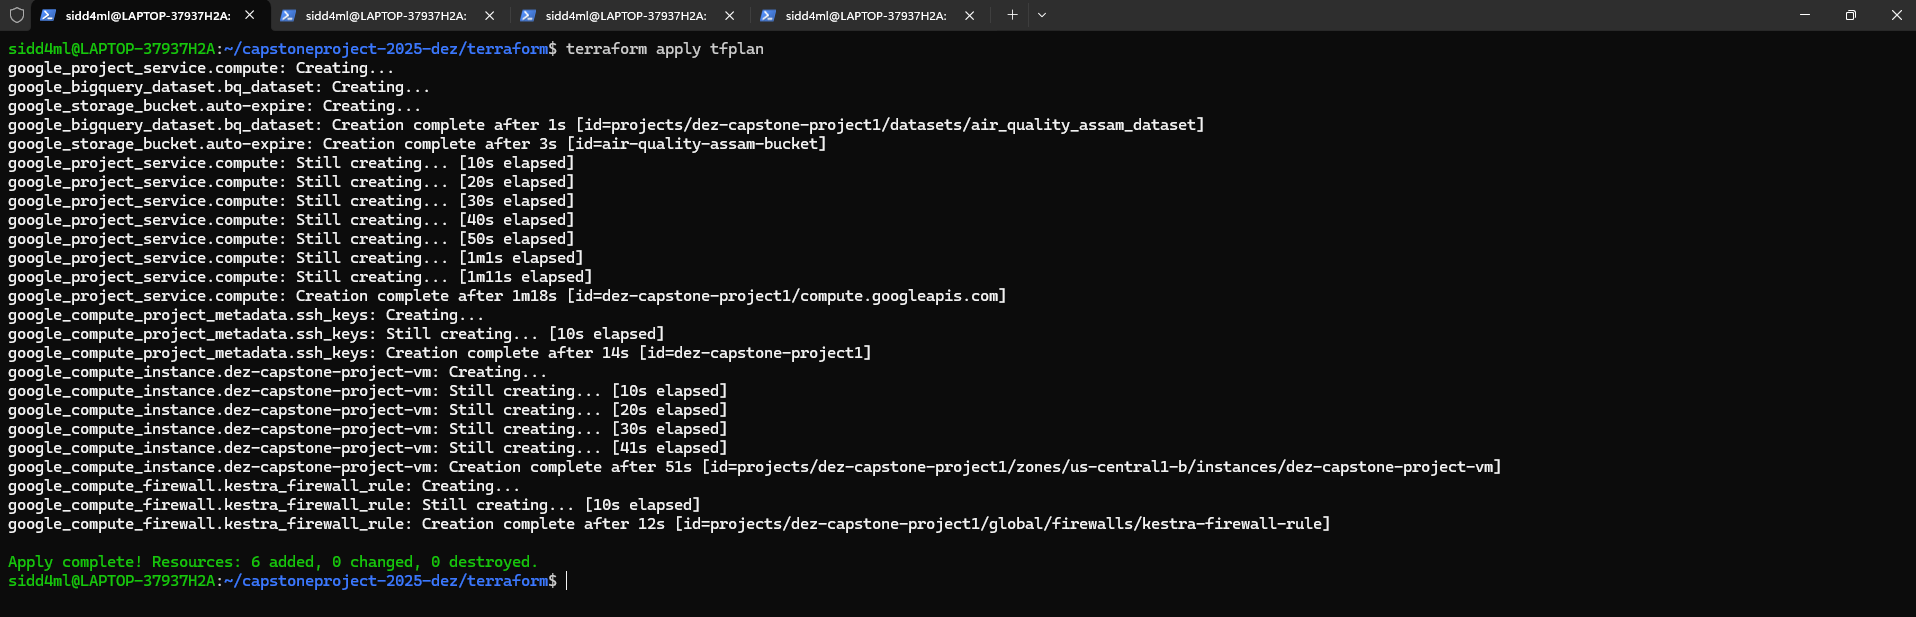 sidd4ml@LAPTOP-37937H2A: sidd4ml@LAPTOP-37937H2A: sidd4ml@LAPTOP-37937H2A: sidd4ml@LAPTOP-37937H2A:
sidd4ml@LAPTOP-37937H2A:~/capstoneproject-2025-dez/terraform$ terraform apply tfplan
google_project_service.compute: Creating...
google_bigquery_dataset.bq_dataset: Creating...
google_storage_bucket.auto-expire: Creating...
google_bigquery_dataset.bq_dataset: Creation complete after 1s [id=projects/dez-capstone-project1/datasets/air_quality_assam_dataset]
google_storage_bucket.auto-expire: Creation complete after 3s [id=air-quality-assam-bucket]
google_project_service.compute: Still creating... [10s elapsed]
google_project_service.compute: Still creating... [20s elapsed]
google_project_service.compute: Still creating... [30s elapsed]
google_project_service.compute: Still creating... [40s elapsed]
google_project_service.compute: Still creating... [50s elapsed]
google_project_service.compute: Still creating... [1m1s elapsed]
google_project_service.compute: Still creating... [1m11s elapsed]
google_project_service.compute: Creation complete after 1m18s [id=dez-capstone-project1/compute.googleapis.com]
google_compute_project_metadata.ssh_keys: Creating...
google_compute_project_metadata.ssh_keys: Still creating... [10s elapsed]
google_compute_project_metadata.ssh_keys: Creation complete after 14s [id=dez-capstone-project1]
google_compute_instance.dez-capstone-project-vm: Creating...
google_compute_instance.dez-capstone-project-vm: Still creating... [10s elapsed]
google_compute_instance.dez-capstone-project-vm: Still creating... [20s elapsed]
google_compute_instance.dez-capstone-project-vm: Still creating... [30s elapsed]
google_compute_instance.dez-capstone-project-vm: Still creating... [41s elapsed]
google_compute_instance.dez-capstone-project-vm: Creation complete after 51s [id=projects/dez-capstone-project1/zones/us-central1-b/instances/dez-capstone-project-vm]
google_compute_firewall.kestra_firewall_rule: Creating...
google_compute_firewall.kestra_firewall_rule: Still creating... [10s elapsed]
google_compute_firewall.kestra_firewall_rule: Creation complete after 12s [id=projects/dez-capstone-project1/global/firewalls/kestra-firewall-rule]
Apply complete! Resources: 6 added, 0 changed, 0 destroyed.
sidd4ml@LAPTOP-37937H2A:~/capstoneproject-2025-dez/terraform$